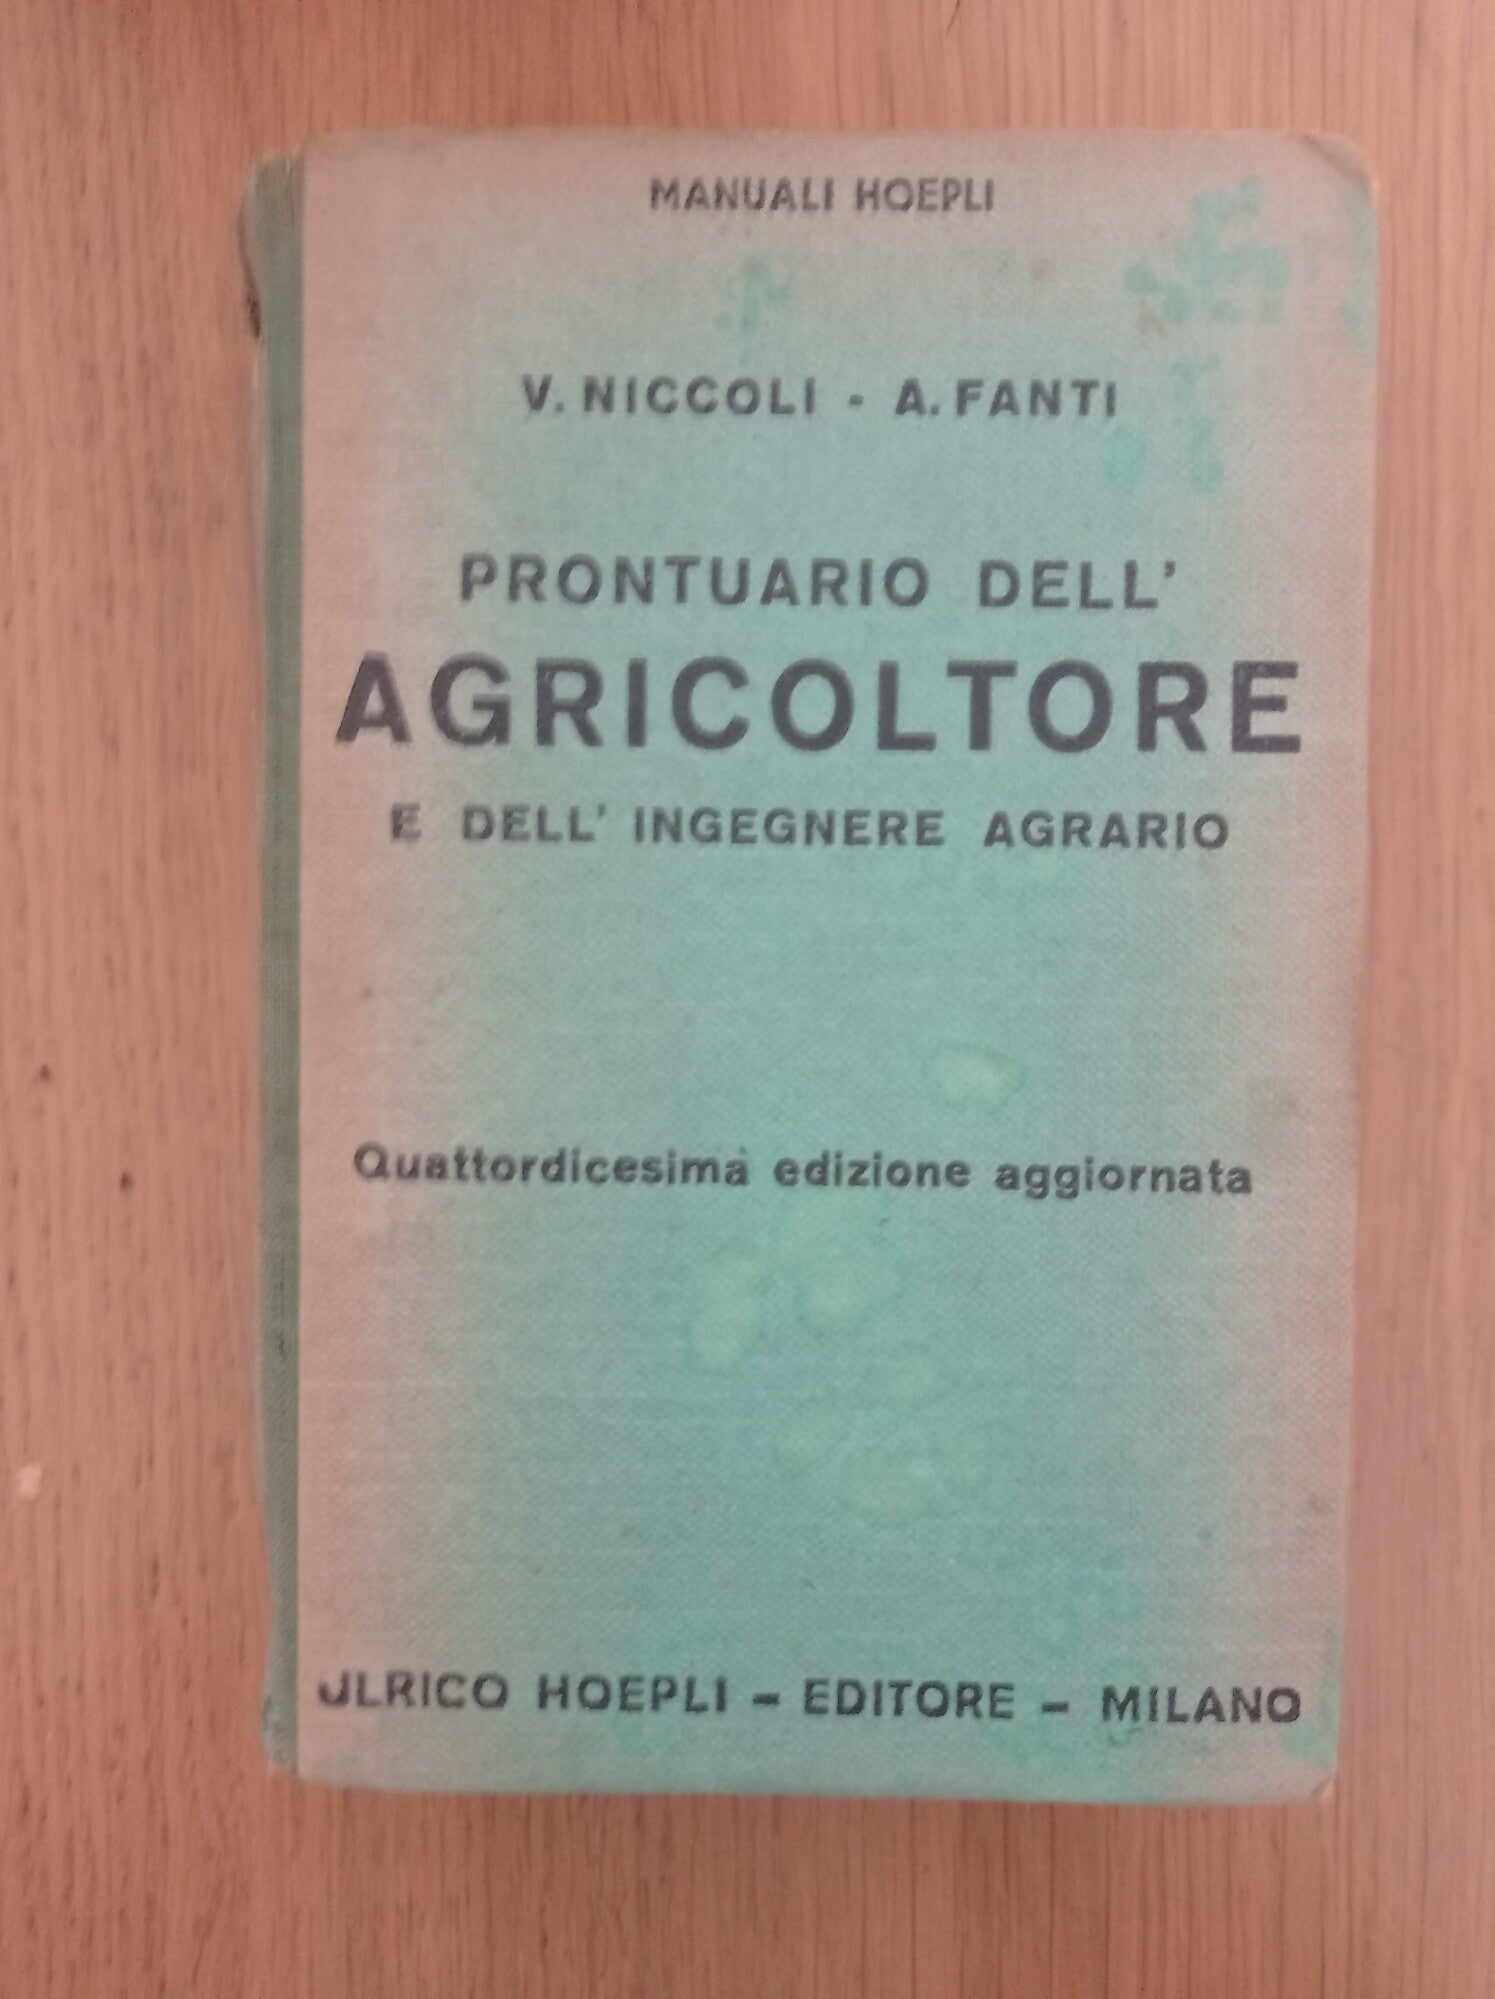 MANUALI HOEPLI
V. NICCOLI - A. FANTI
PRONTUARIO DELL'
AGRICOLTORE
E DELL' INGEGNERE AGRARIO
Quattordicesima edizione aggiornata
ULRICO HOEPLI - EDITORE - MILANO